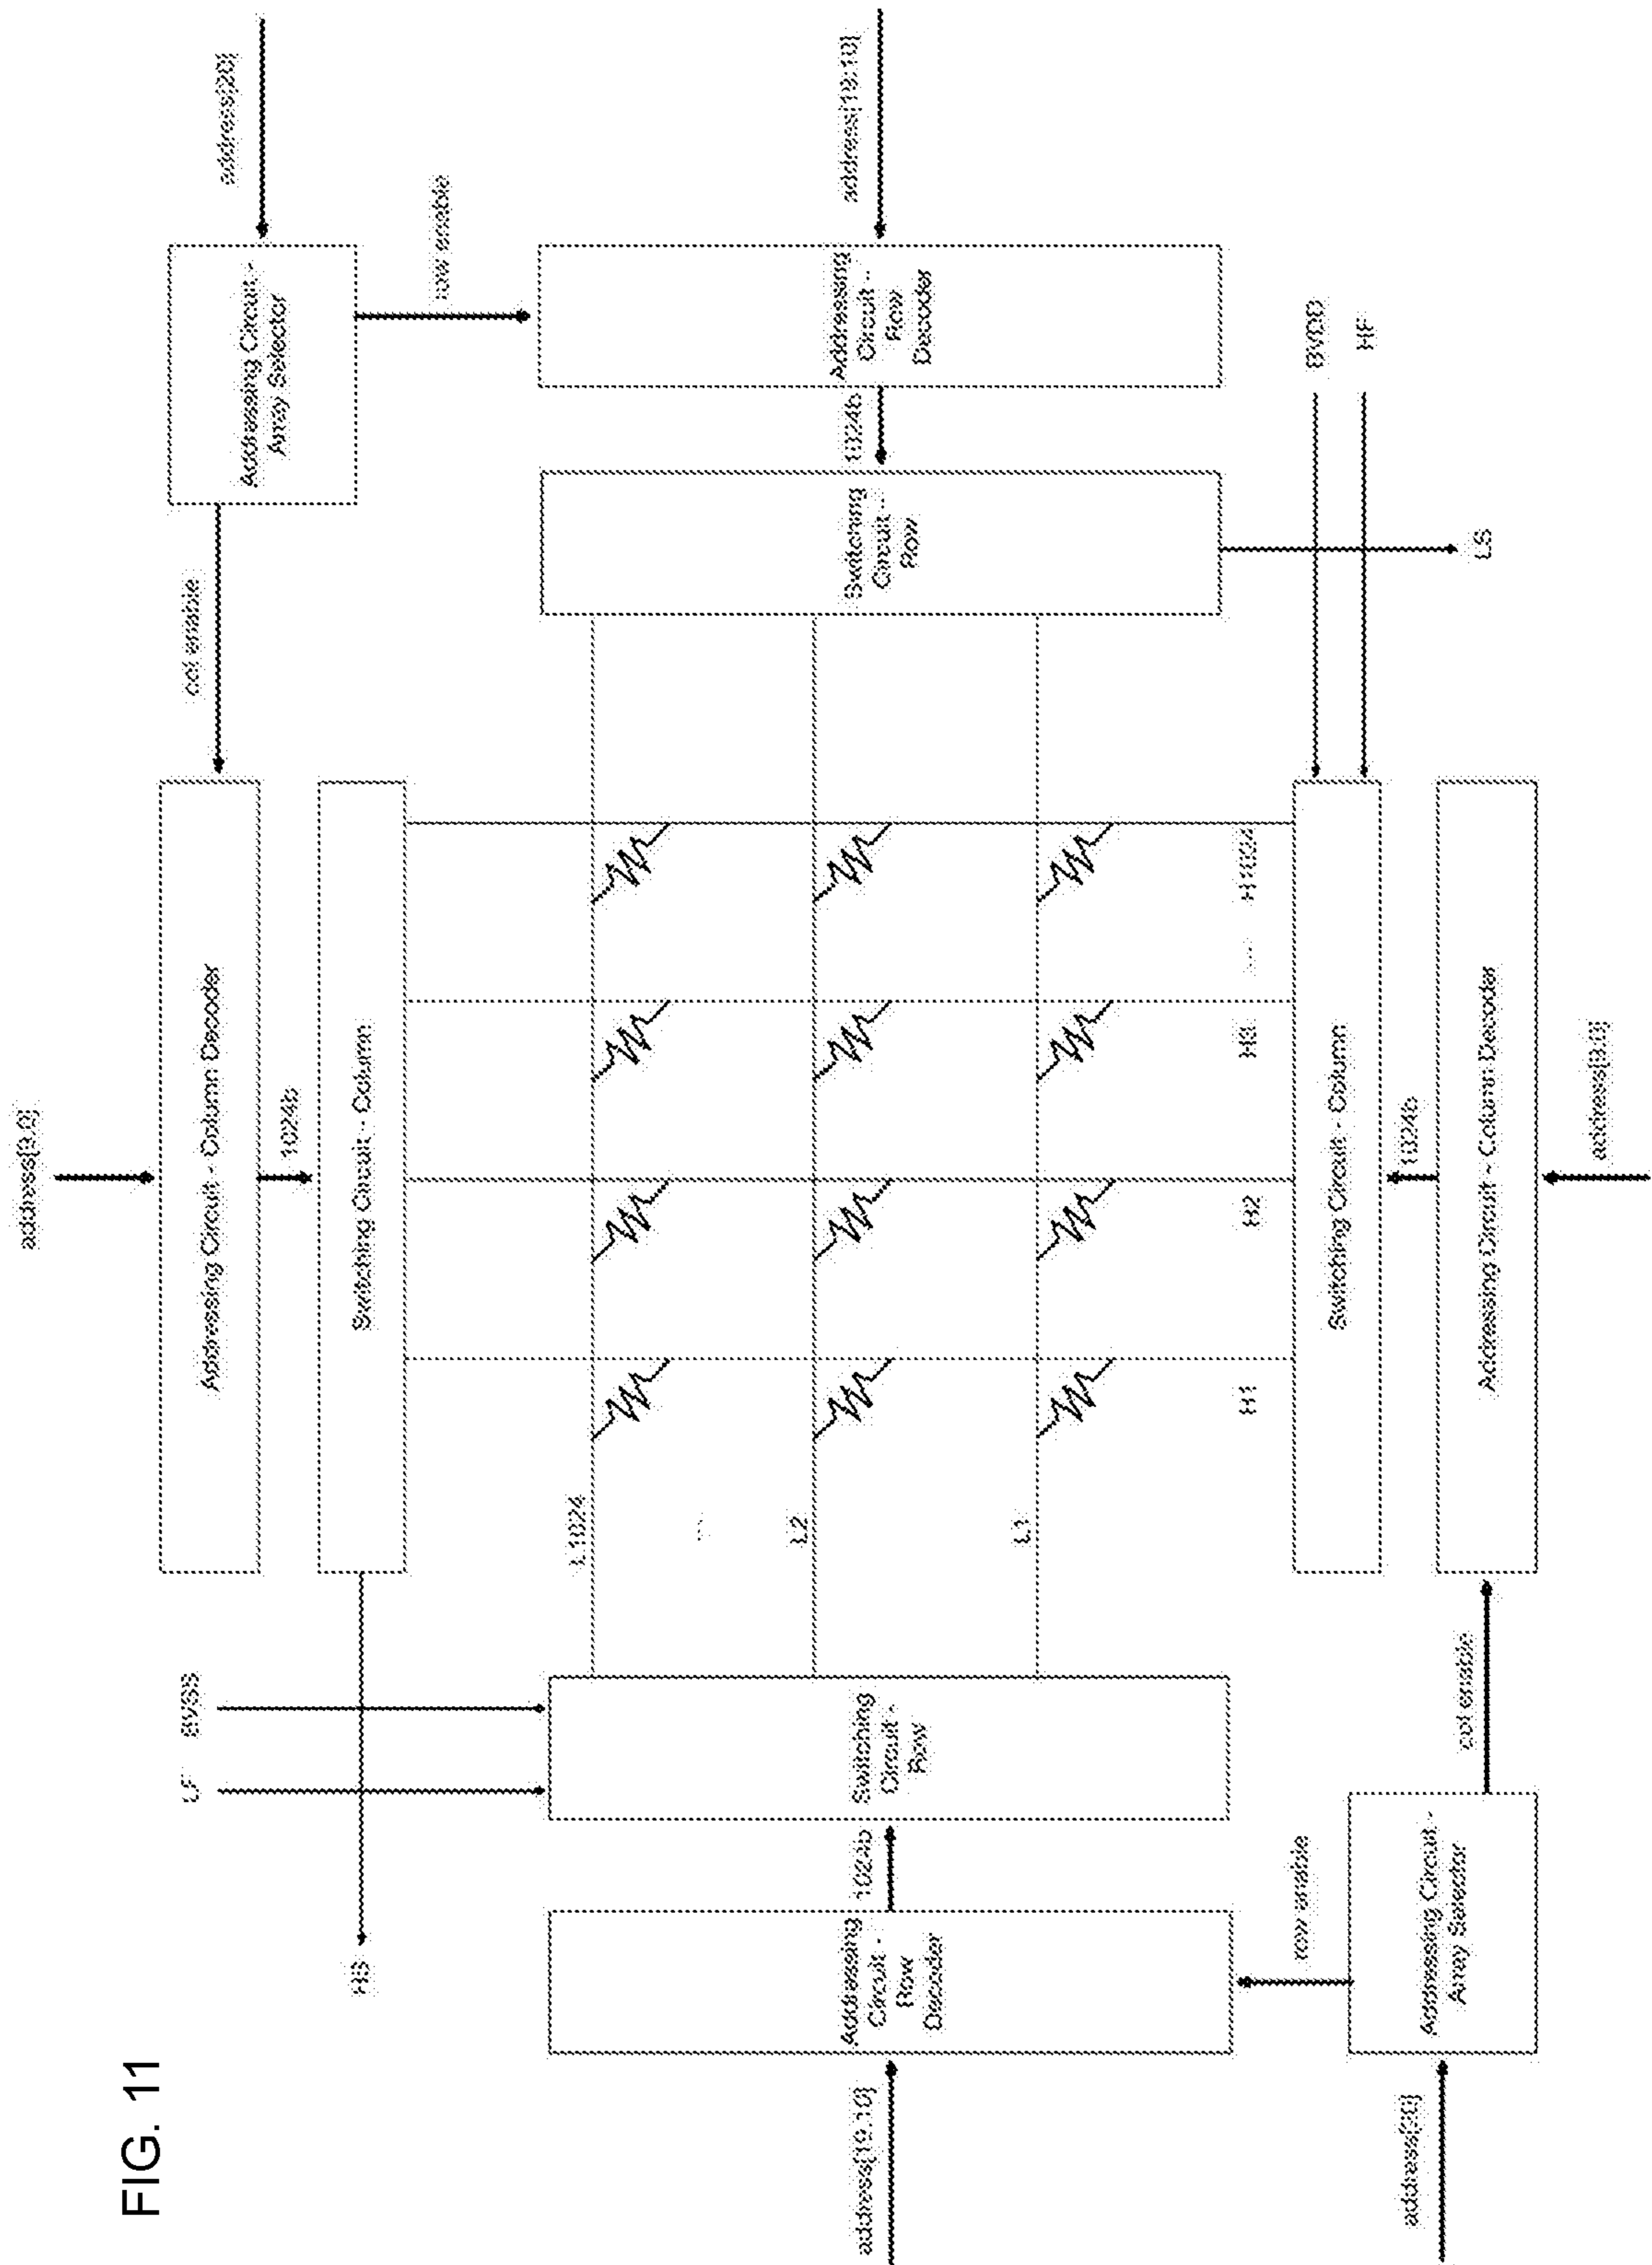 FIG. 11
address[9:0]
LF
BVSS
Addressing Circuit - Column Decoder
col enable
address[20]
Addressing Circuit -
Array Selector
1024b
HS
Switching Circuit - Column
row enable
L1024
L2
L1
address[19:10]
Addressing
Circuit -
Row
Decoder
1024b
Switching
Circuit -
Row
Switching
Circuit -
Row
1024b
Addressing
Circuit -
Row
Decoder
address[19:10]
H1
H2
H3
...
H1024
row enable
BVDD
HF
Switching Circuit - Column
1024b
LS
address[20]
Addressing Circuit -
Array Selector
col enable
Addressing Circuit - Column Decoder
address[9:0]